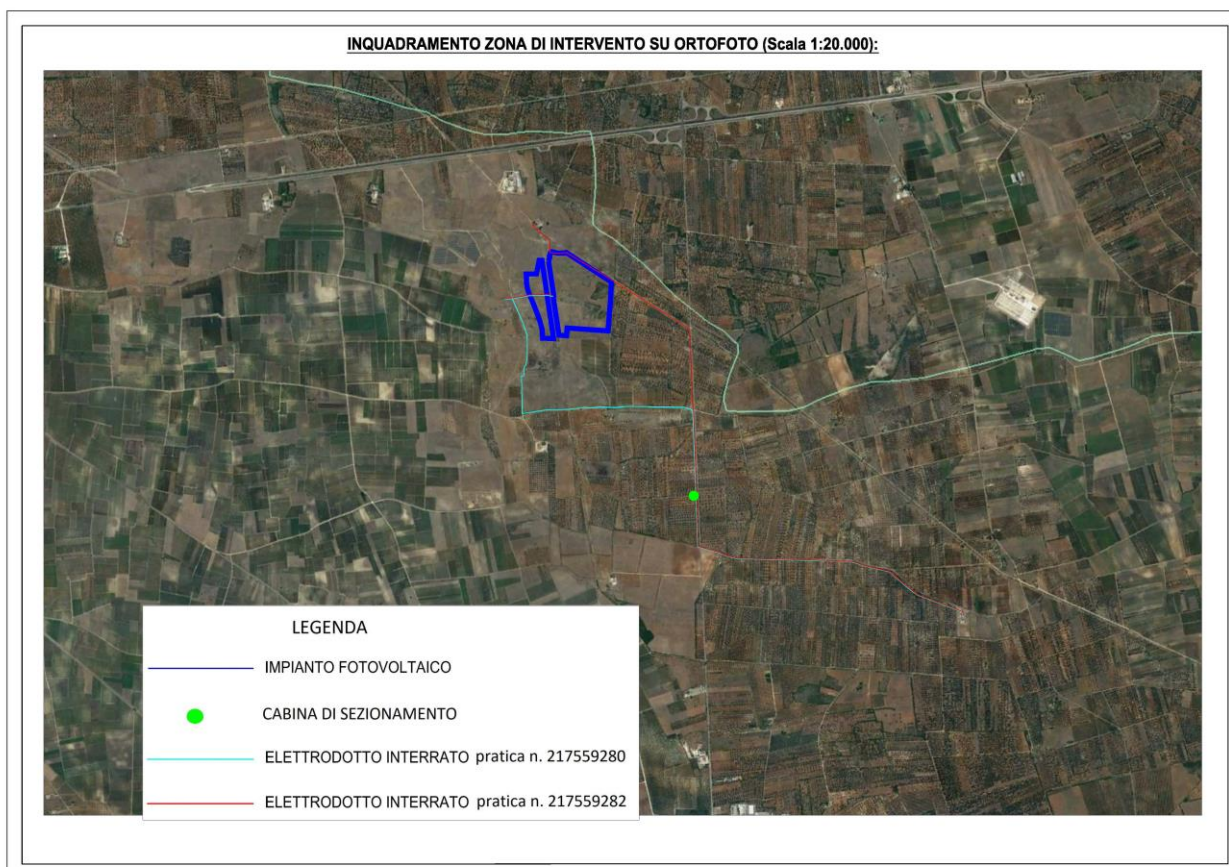 INQUADRAMENTO ZONA DI INTERVENTO SU ORTOFOTO (Scala 1:20.000):
LEGENDA
IMPIANTO FOTOVOLTAICO
CABINA DI SEZIONAMENTO
ELETTRODOTTO INTERRATO pratica n. 217559280
ELETTRODOTTO INTERRATO pratica n. 217559282